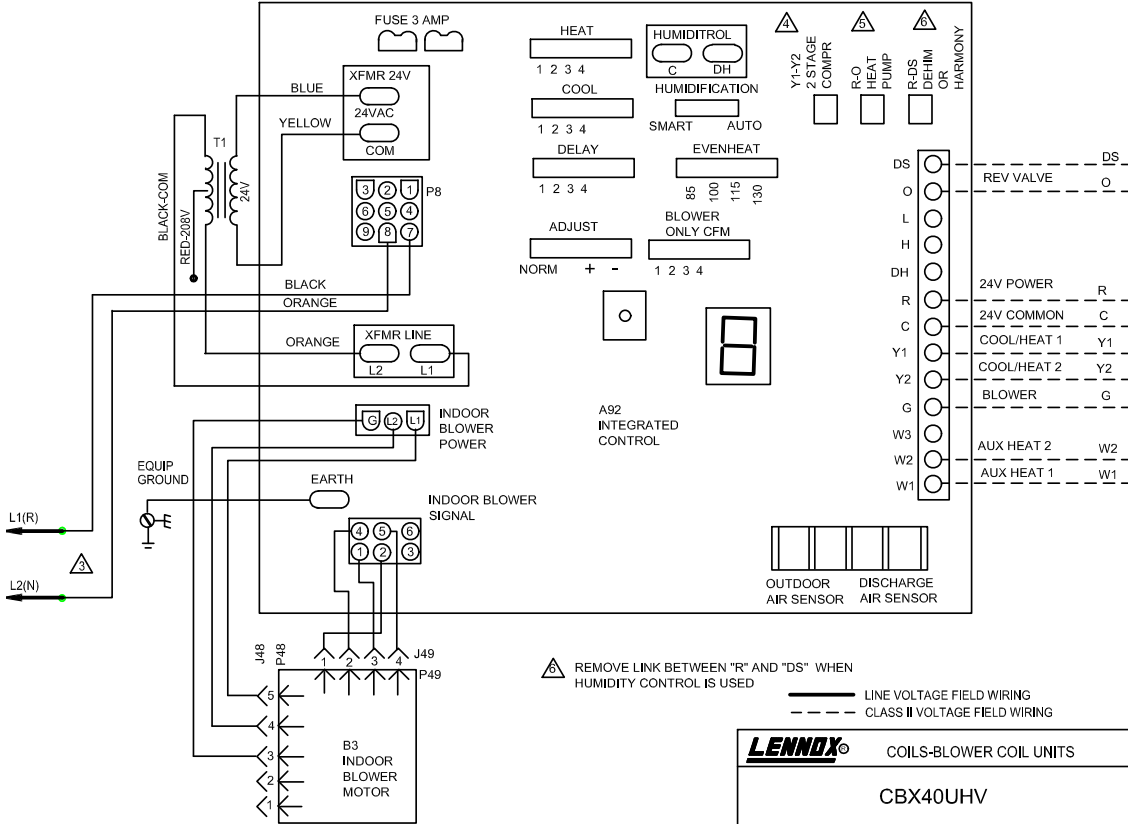 FUSE 3 AMP
XFMR 24V
24VAC
COM
BLUE
YELLOW
T1
24V
BLACK-COM
RED-208V
3 2 1
6 5 4
9 8 7
P8
BLACK
ORANGE
ORANGE
XFMR LINE
L2 L1
G L2 L1
INDOOR
BLOWER
POWER
EQUIP
GROUND
EARTH
INDOOR BLOWER
SIGNAL
4 5 6
1 2 3
L1(R)
3
L2(N)
HEAT
1 2 3 4
COOL
1 2 3 4
DELAY
1 2 3 4
ADJUST
NORM + -
HUMIDITROL
C DH
HUMIDIFICATION
SMART AUTO
EVENHEAT
85 100 115 130
BLOWER
ONLY CFM
1 2 3 4
8
A92
INTEGRATED
CONTROL
4
Y1-Y2
2 STAGE
COMPR
5
R-O
HEAT
PUMP
6
R-DS
DEHIM
OR
HARMONY
DS DS
O REV VALVE O
L
H
DH
R 24V POWER R
C 24V COMMON C
Y1 COOL/HEAT 1 Y1
Y2 COOL/HEAT 2 Y2
G BLOWER G
W3
W2 AUX HEAT 2 W2
W1 AUX HEAT 1 W1
OUTDOOR
AIR SENSOR
DISCHARGE
AIR SENSOR
J48
P48
1 2 3 4
J49
P49
5
4
3
2
1
B3
INDOOR
BLOWER
MOTOR
6 REMOVE LINK BETWEEN "R" AND "DS" WHEN
HUMIDITY CONTROL IS USED
LINE VOLTAGE FIELD WIRING
CLASS II VOLTAGE FIELD WIRING
LENNOX® COILS-BLOWER COIL UNITS
CBX40UHV